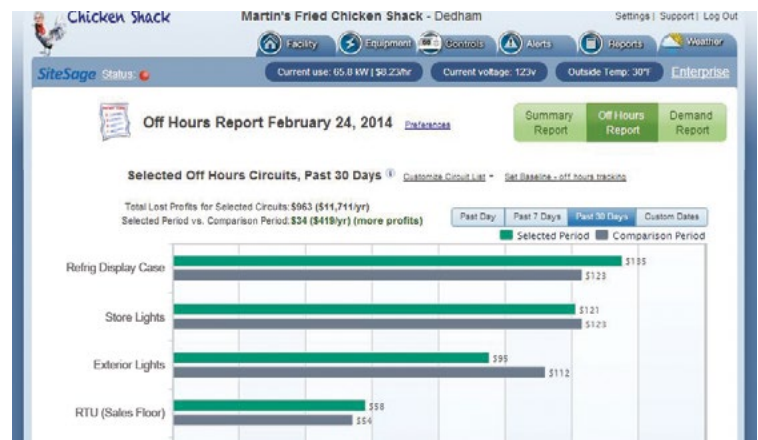 Chicken Shack
Martin's Fried Chicken Shack - Dedham
Settings | Support | Log Out
Facility Equipment Controls Alerts Reports Weather
SiteSage Status: Current use: 65.0 kW | $8.23/hr Current voltage: 123v Outside Temp: 30°F Enterprise
Off Hours Report February 24, 2014 Preferences
Summary Report
Off Hours Report
Demand Report
Selected Off Hours Circuits, Past 30 Days Customize Circuit List Set Baseline - off hours tracking
Total Lost Profits for Selected Circuits: $963 ($11,711/yr)
Selected Period vs. Comparison Period: $34 ($419/yr) (more profits)
Past Day Past 7 Days Past 30 Days Custom Dates
Selected Period Comparison Period
Refrig Display Case $135
$123
Store Lights $121
$123
Exterior Lights $95
$112
RTU (Sales Floor) $58
$54